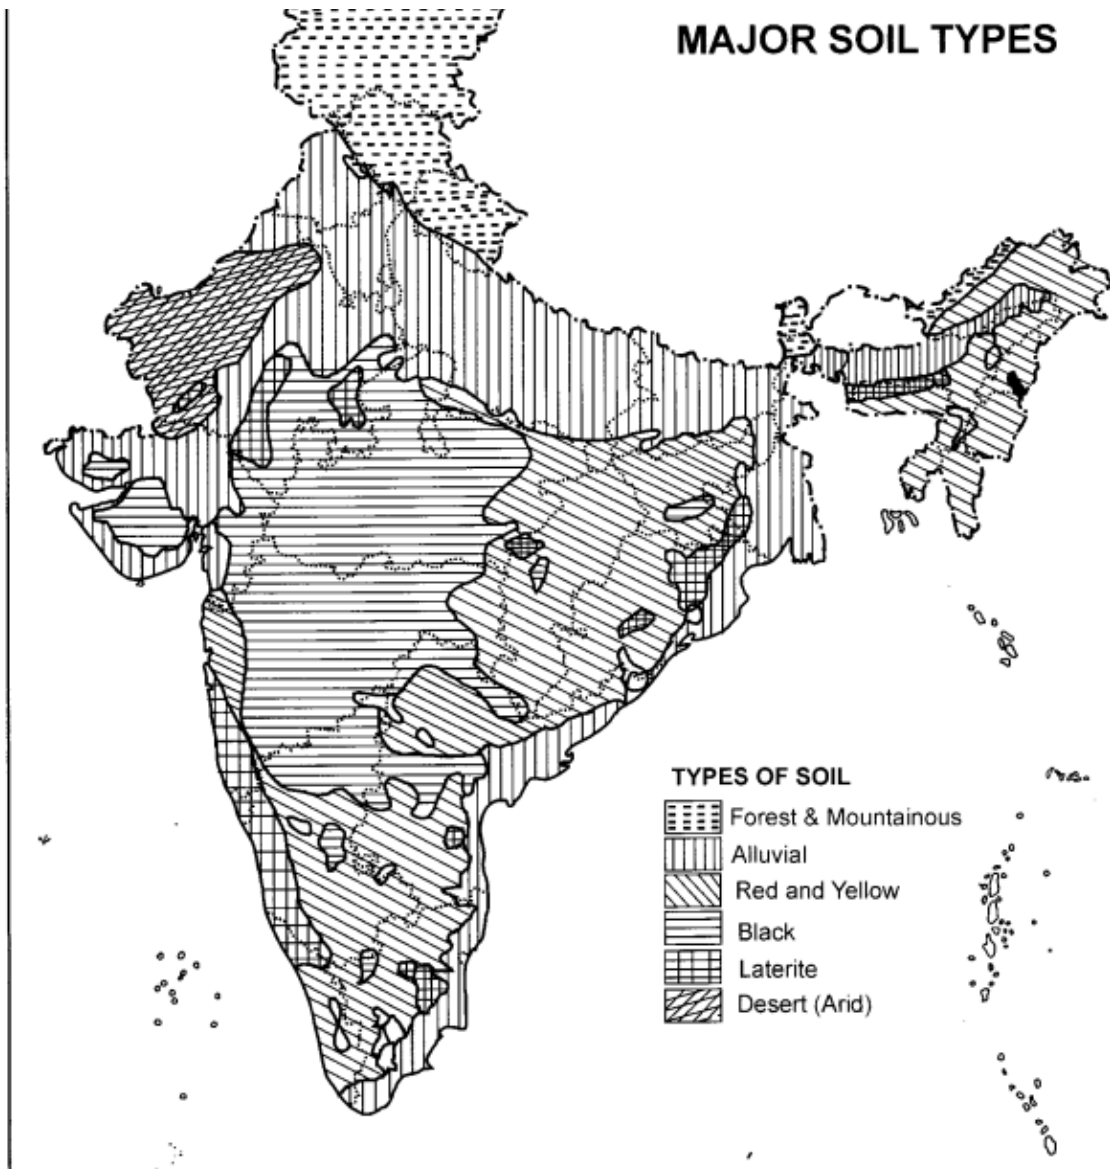 MAJOR SOIL TYPES
TYPES OF SOIL
Forest & Mountainous
Alluvial
Red and Yellow
Black
Laterite
Desert (Arid)